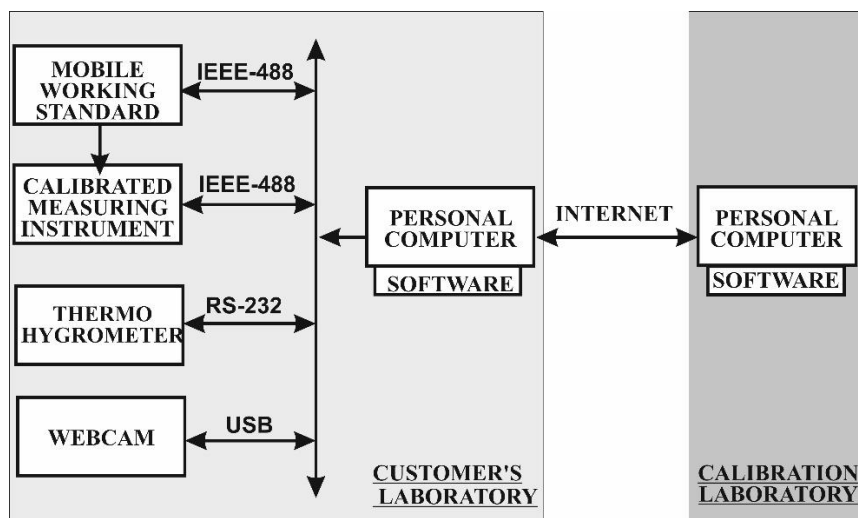 MOBILE
WORKING
STANDARD
IEEE-488
CALIBRATED
MEASURING
INSTRUMENT
IEEE-488
THERMO
HYGROMETER
RS-232
WEBCAM
USB
PERSONAL
COMPUTER
SOFTWARE
INTERNET
PERSONAL
COMPUTER
SOFTWARE
CUSTOMER'S
LABORATORY
CALIBRATION
LABORATORY